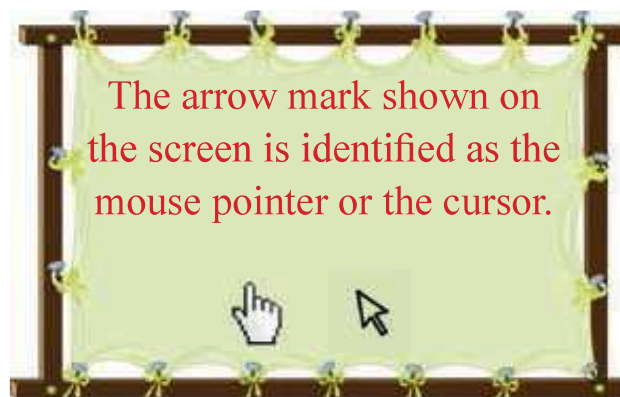 The arrow mark shown on
the screen is identified as the
mouse pointer or the cursor.